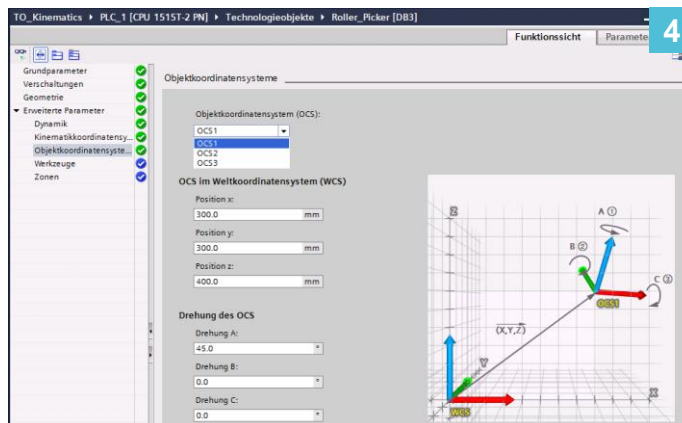 TO_Kinematics ▸ PLC_1 [CPU 1515T-2 PN] ▸ Technologieobjekte ▸ Roller_Picker [DB3]
4
Funktionssicht
Paramete
Grundparameter
Verschaltungen
Geometrie
Erweiterte Parameter
Dynamik
Kinematikkoordinatensy...
Objektkoordinatensyste...
Werkzeuge
Zonen
Objektkoordinatensysteme
Objektkoordinatensystem (OCS):
OCS1
OCS1
OCS2
OCS3
OCS im Weltkoordinatensystem (WCS)
Position x:
300.0 mm
Position y:
300.0 mm
Position z:
400.0 mm
Drehung des OCS
Drehung A:
45.0 °
Drehung B:
0.0 °
Drehung C:
0.0 °
Z
A ①
B ②
C ③
OCS1
(X,Y,Z)
Y
X
WCS